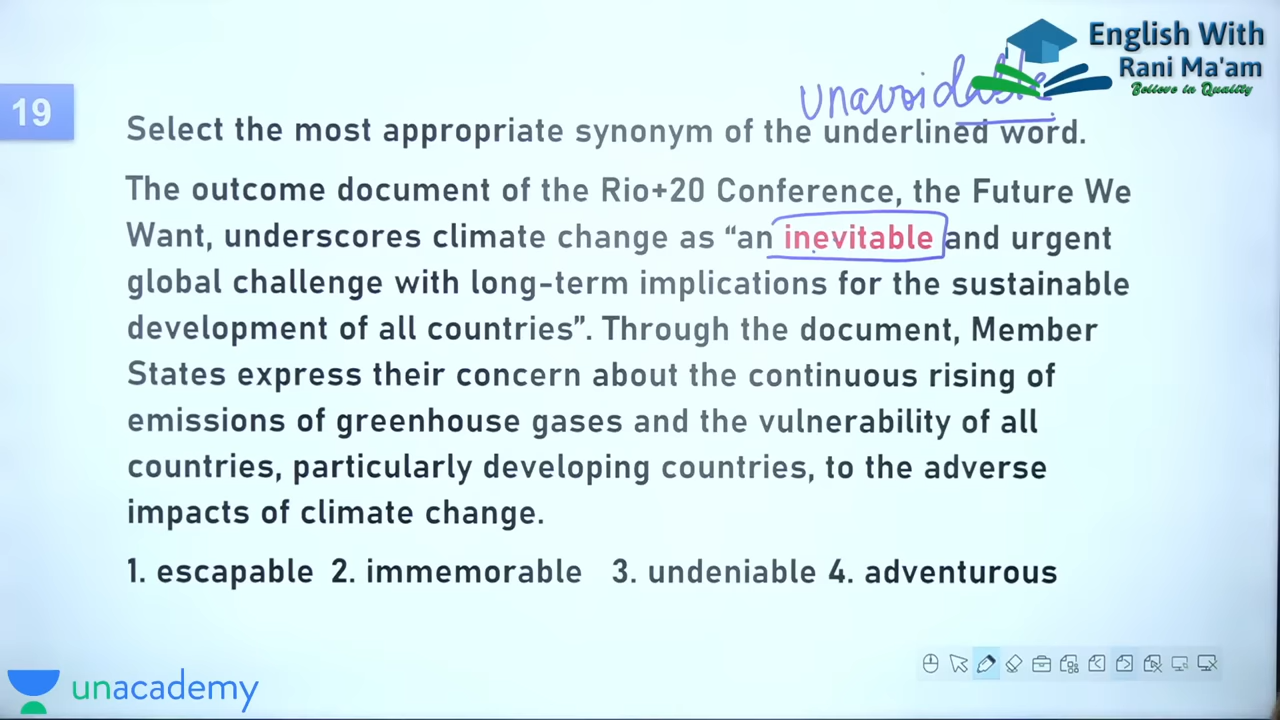 English With
Rani Ma'am
Believe in Quality
unavoidable
19
Select the most appropriate synonym of the underlined word.
The outcome document of the Rio+20 Conference, the Future We
Want, underscores climate change as “an inevitable and urgent
global challenge with long-term implications for the sustainable
development of all countries”. Through the document, Member
States express their concern about the continuous rising of
emissions of greenhouse gases and the vulnerability of all
countries, particularly developing countries, to the adverse
impacts of climate change.
1. escapable 2. immemorable 3. undeniable 4. adventurous
unacademy